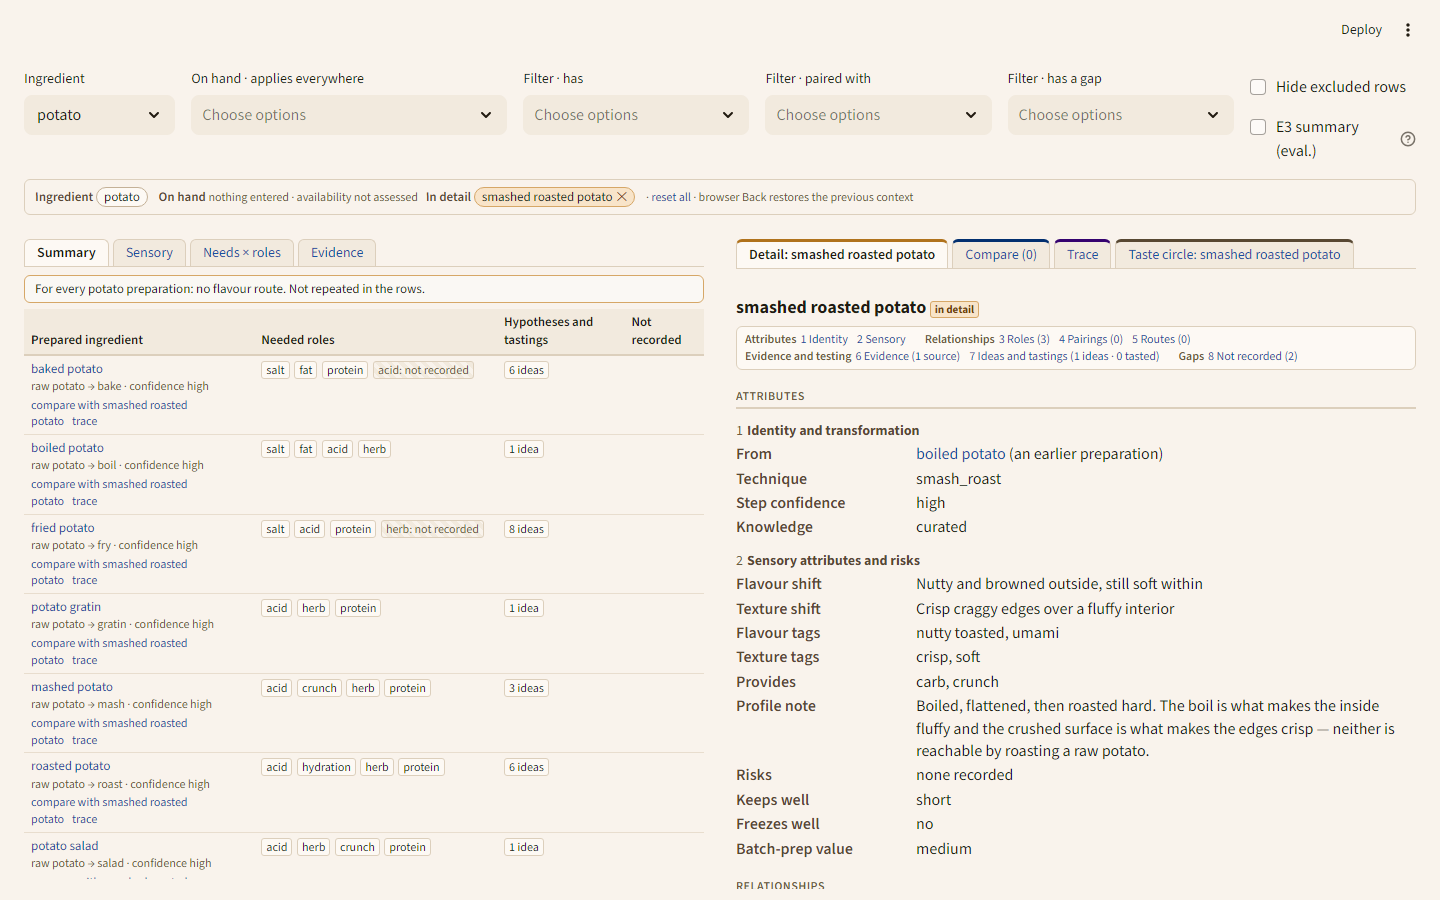 Deploy
Ingredient
On hand · applies everywhere
Filter · has
Filter · paired with
Filter · has a gap
Hide excluded rows
potato
Choose options
Choose options
Choose options
Choose options
E3 summary
(eval.)
Ingredient potato On hand nothing entered · availability not assessed In detail smashed roasted potato · reset all · browser Back restores the previous context
Summary
Sensory
Needs × roles
Evidence
For every potato preparation: no flavour route. Not repeated in the rows.
Prepared ingredient
Needed roles
Hypotheses and
tastings
Not
recorded
baked potato
raw potato → bake · confidence high
compare with smashed roasted
potato trace
salt fat protein acid: not recorded
6 ideas
boiled potato
raw potato → boil · confidence high
compare with smashed roasted
potato trace
salt fat acid herb
1 idea
fried potato
raw potato → fry · confidence high
compare with smashed roasted
potato trace
salt acid protein herb: not recorded
8 ideas
potato gratin
raw potato → gratin · confidence high
compare with smashed roasted
potato trace
acid herb protein
1 idea
mashed potato
raw potato → mash · confidence high
compare with smashed roasted
potato trace
acid crunch herb protein
3 ideas
roasted potato
raw potato → roast · confidence high
compare with smashed roasted
potato trace
acid hydration herb protein
6 ideas
potato salad
raw potato → salad · confidence high
acid herb crunch protein
1 idea
Detail: smashed roasted potato
Compare (0)
Trace
Taste circle: smashed roasted potato
smashed roasted potato in detail
Attributes 1 Identity 2 Sensory Relationships 3 Roles (3) 4 Pairings (0) 5 Routes (0)
Evidence and testing 6 Evidence (1 source) 7 Ideas and tastings (1 ideas · 0 tasted) Gaps 8 Not recorded (2)
ATTRIBUTES
1 Identity and transformation
From boiled potato (an earlier preparation)
Technique smash_roast
Step confidence high
Knowledge curated
2 Sensory attributes and risks
Flavour shift Nutty and browned outside, still soft within
Texture shift Crisp craggy edges over a fluffy interior
Flavour tags nutty toasted, umami
Texture tags crisp, soft
Provides carb, crunch
Profile note Boiled, flattened, then roasted hard. The boil is what makes the inside
fluffy and the crushed surface is what makes the edges crisp — neither is
reachable by roasting a raw potato.
Risks none recorded
Keeps well short
Freezes well no
Batch-prep value medium
RELATIONSHIPS